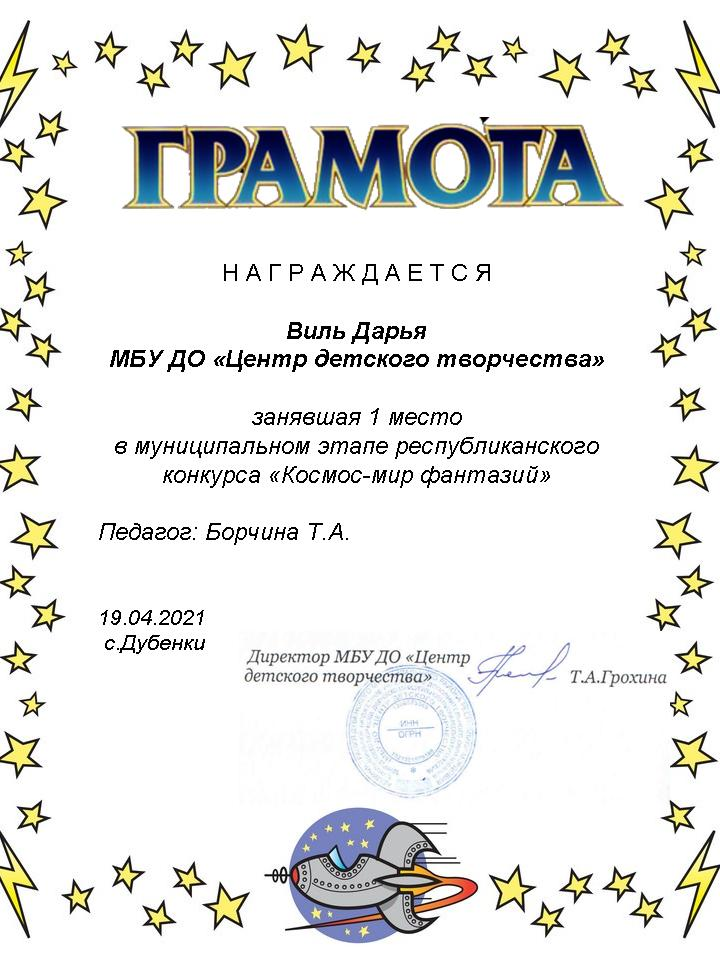 ГРАМОТА
НАГРАЖДАЕТСЯ
Виль Дарья
МБУ ДО «Центр детского творчества»
занявшая 1 место
в муниципальном этапе республиканского
конкурса «Космос-мир фантазий»
Педагог: Борчина Т.А.
19.04.2021
с.Дубенки
Директор МБУ ДО «Центр
детского творчества»
Т.А.Грохина
ИНН
ОГРН